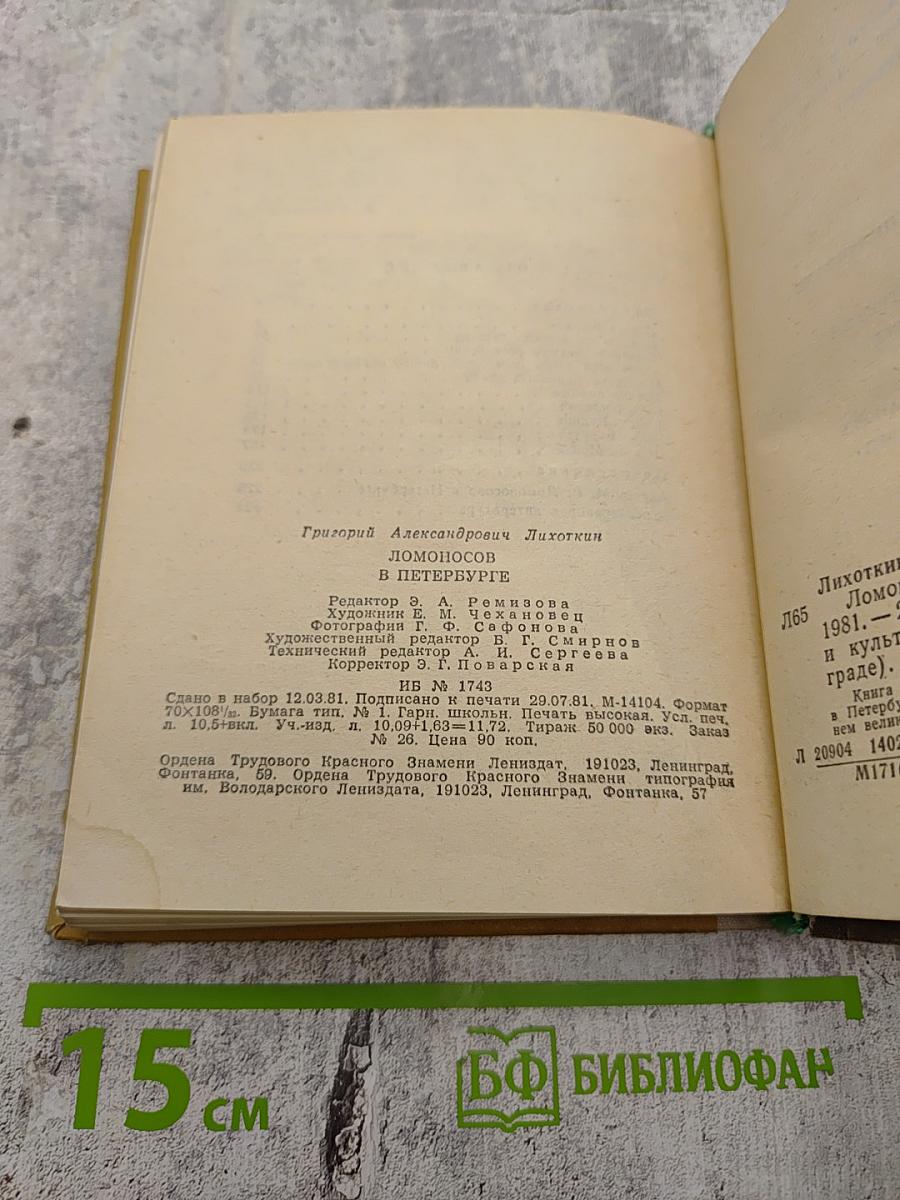 Григорий Александрович Лихоткин
ЛОМОНОСОВ
В ПЕТЕРБУРГЕ
Редактор Э. А. Ремизова
Художник Е. М. Чехановец
Фотографии Г. Ф. Сафонова
Художественный редактор Б. Г. Смирнов
Технический редактор А. И. Сергеева
Корректор Э. Г. Поварская
ИБ № 1743
Сдано в набор 12.03.81. Подписано к печати 29.07.81. М-14104. Формат
70×108¹/₃₂. Бумага тип. № 1. Гарн. школьн. Печать высокая. Усл. печ.
л. 10,5+вкл. Уч.-изд. л. 10,09+1,63=11,72. Тираж 50 000 экз. Заказ
№ 26. Цена 90 коп.
Ордена Трудового Красного Знамени Лениздат, 191023, Ленинград,
Фонтанка, 59. Ордена Трудового Красного Знамени типография
им. Володарского Лениздата, 191023, Ленинград, Фонтанка, 57
Лихоткин
Л65
Ломо
1981.—
и культ
граде).
Книга
в Петербу
нем велик
Л 20904 1402
М171
15 см
БФ БИБЛИОФАН